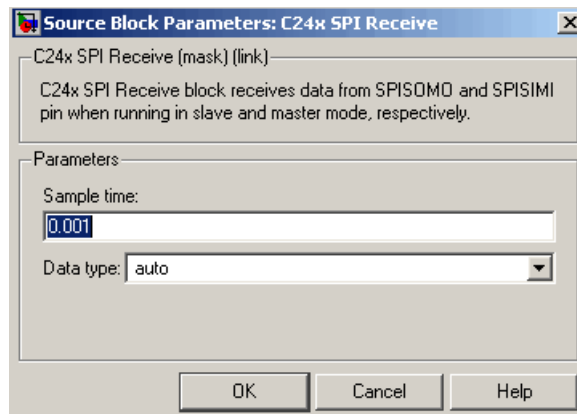 Source Block Parameters: C24x SPI Receive
C24x SPI Receive (mask) (link)
C24x SPI Receive block receives data from SPISOMO and SPISIMI
pin when running in slave and master mode, respectively.
Parameters
Sample time:
0.001
Data type: auto
OK Cancel Help